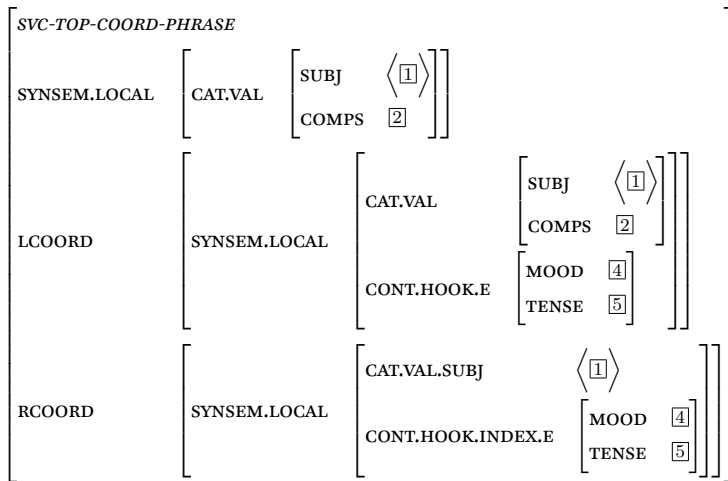 SVC-TOP-COORD-PHRASE
SYNSEM.LOCAL [CAT.VAL [SUBJ ⟨[1]⟩
COMPS [2]]]
LCOORD [SYNSEM.LOCAL [CAT.VAL [SUBJ ⟨[1]⟩
COMPS [2]]
CONT.HOOK.E [MOOD [4]
TENSE [5]]]]
RCOORD [SYNSEM.LOCAL [CAT.VAL.SUBJ ⟨[1]⟩
CONT.HOOK.INDEX.E [MOOD [4]
TENSE [5]]]]